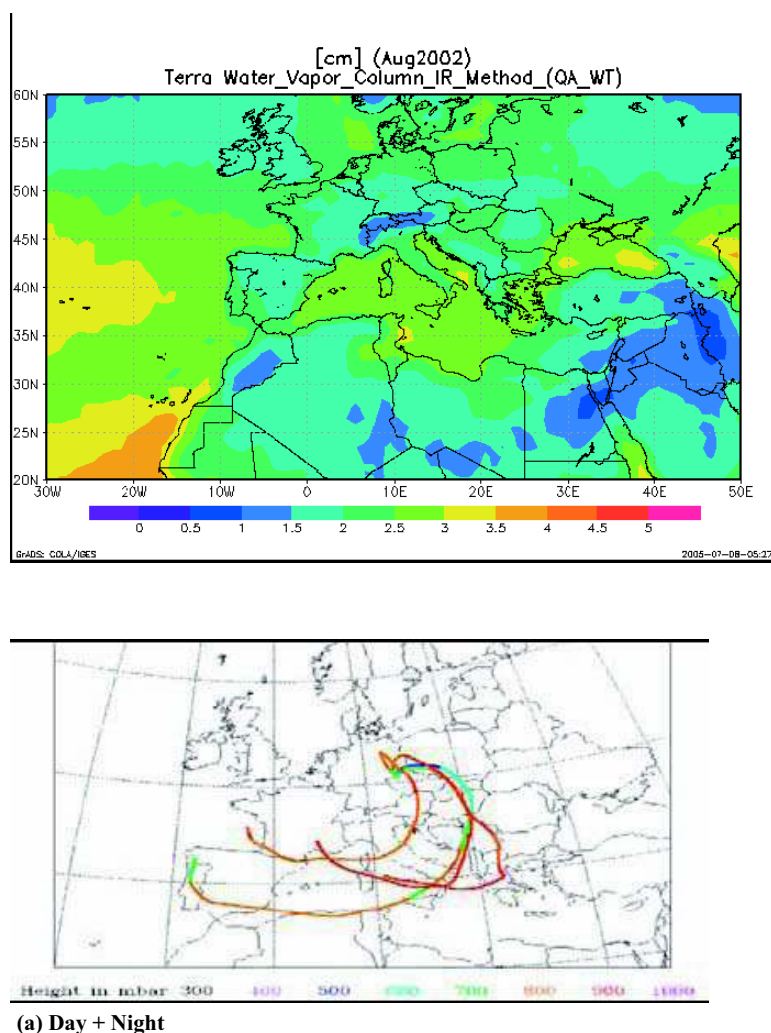 [cm] (Aug2002)
Terra Water_Vapor_Column_IR_Method_(QA_WT)
60N
55N
50N
45N
40N
35N
30N
25N
20N
30W 20W 10W 0 10E 20E 30E 40E 50E
0 0.5 1 1.5 2 2.5 3 3.5 4 4.5 5
GrADS: COLA/IGES 2005-07-08-05:27
Height in mbar 300 400 500 600 700 800 900 1000
(a) Day + Night